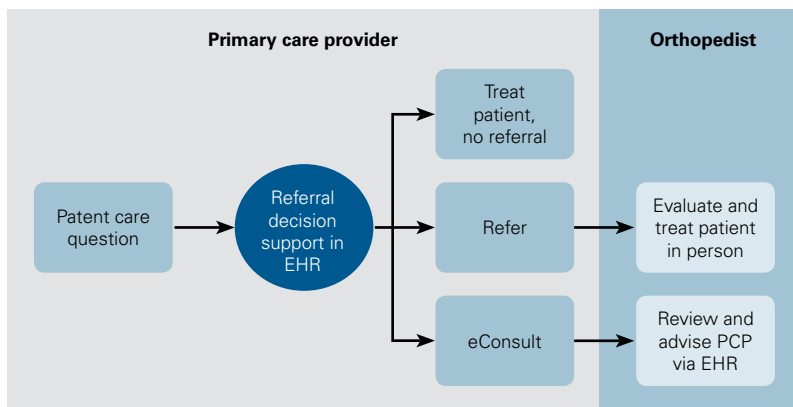 Primary care provider
Orthopedist
Patent care
question
Referral
decision
support in
EHR
Treat
patient,
no referral
Refer
eConsult
Evaluate and
treat patient
in person
Review and
advise PCP
via EHR